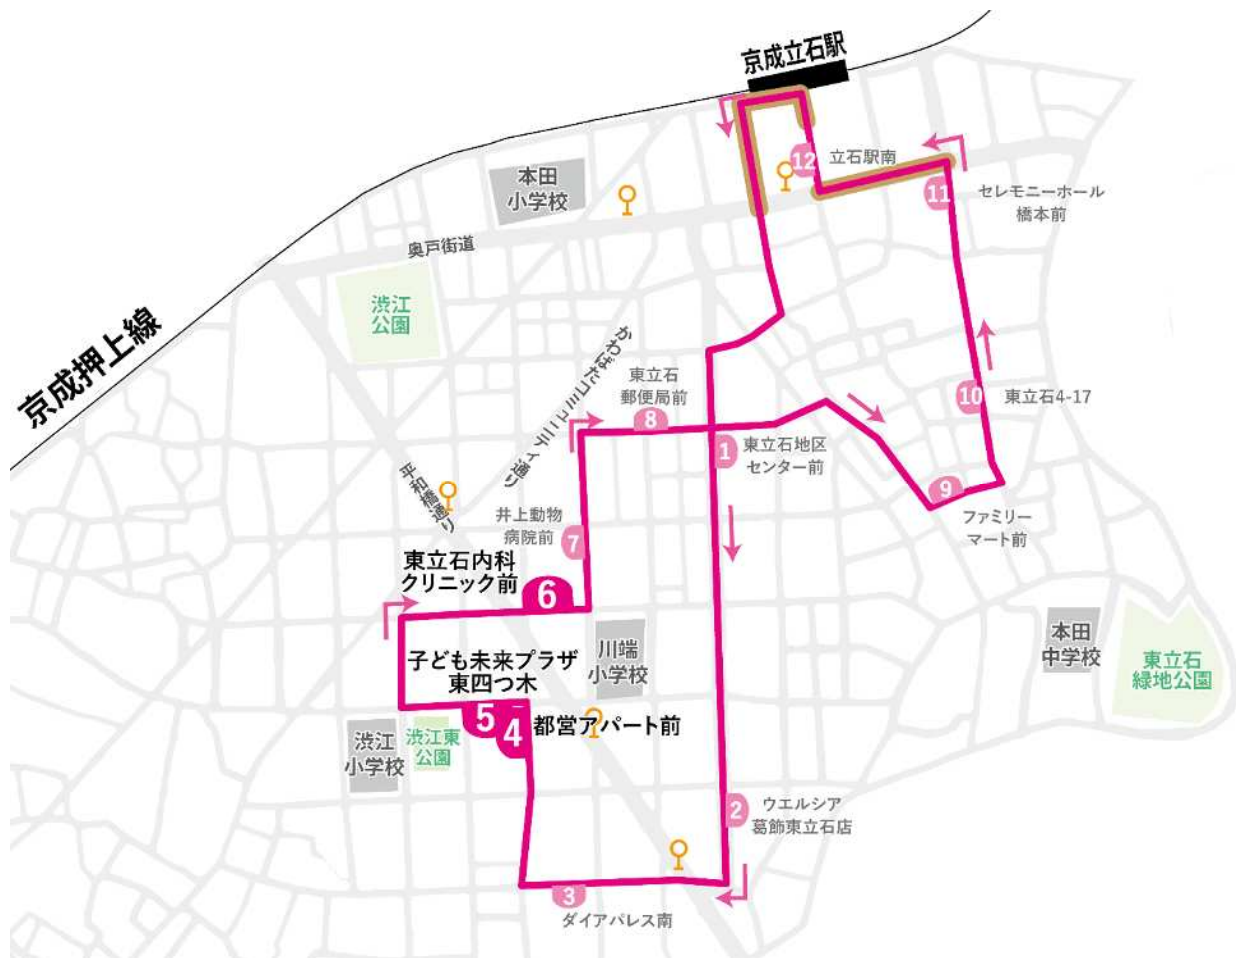 京成立石駅
12
立石駅南
11
セレモニーホール
橋本前
本田
小学校
奥戸街道
渋江
公園
京成押上線
かわばたコミュニティ通り
東立石
郵便局前
8
10
東立石4-17
1
東立石地区
センター前
平和橋通り
9
ファミリー
マート前
井上動物
病院前
7
東立石内科
クリニック前
6
川端
小学校
本田
中学校
東立石
緑地公園
子ども未来プラザ
東四つ木
5
4
都営アパート前
渋江
小学校
渋江東
公園
2
ウエルシア
葛飾東立石店
3
ダイアパレス南